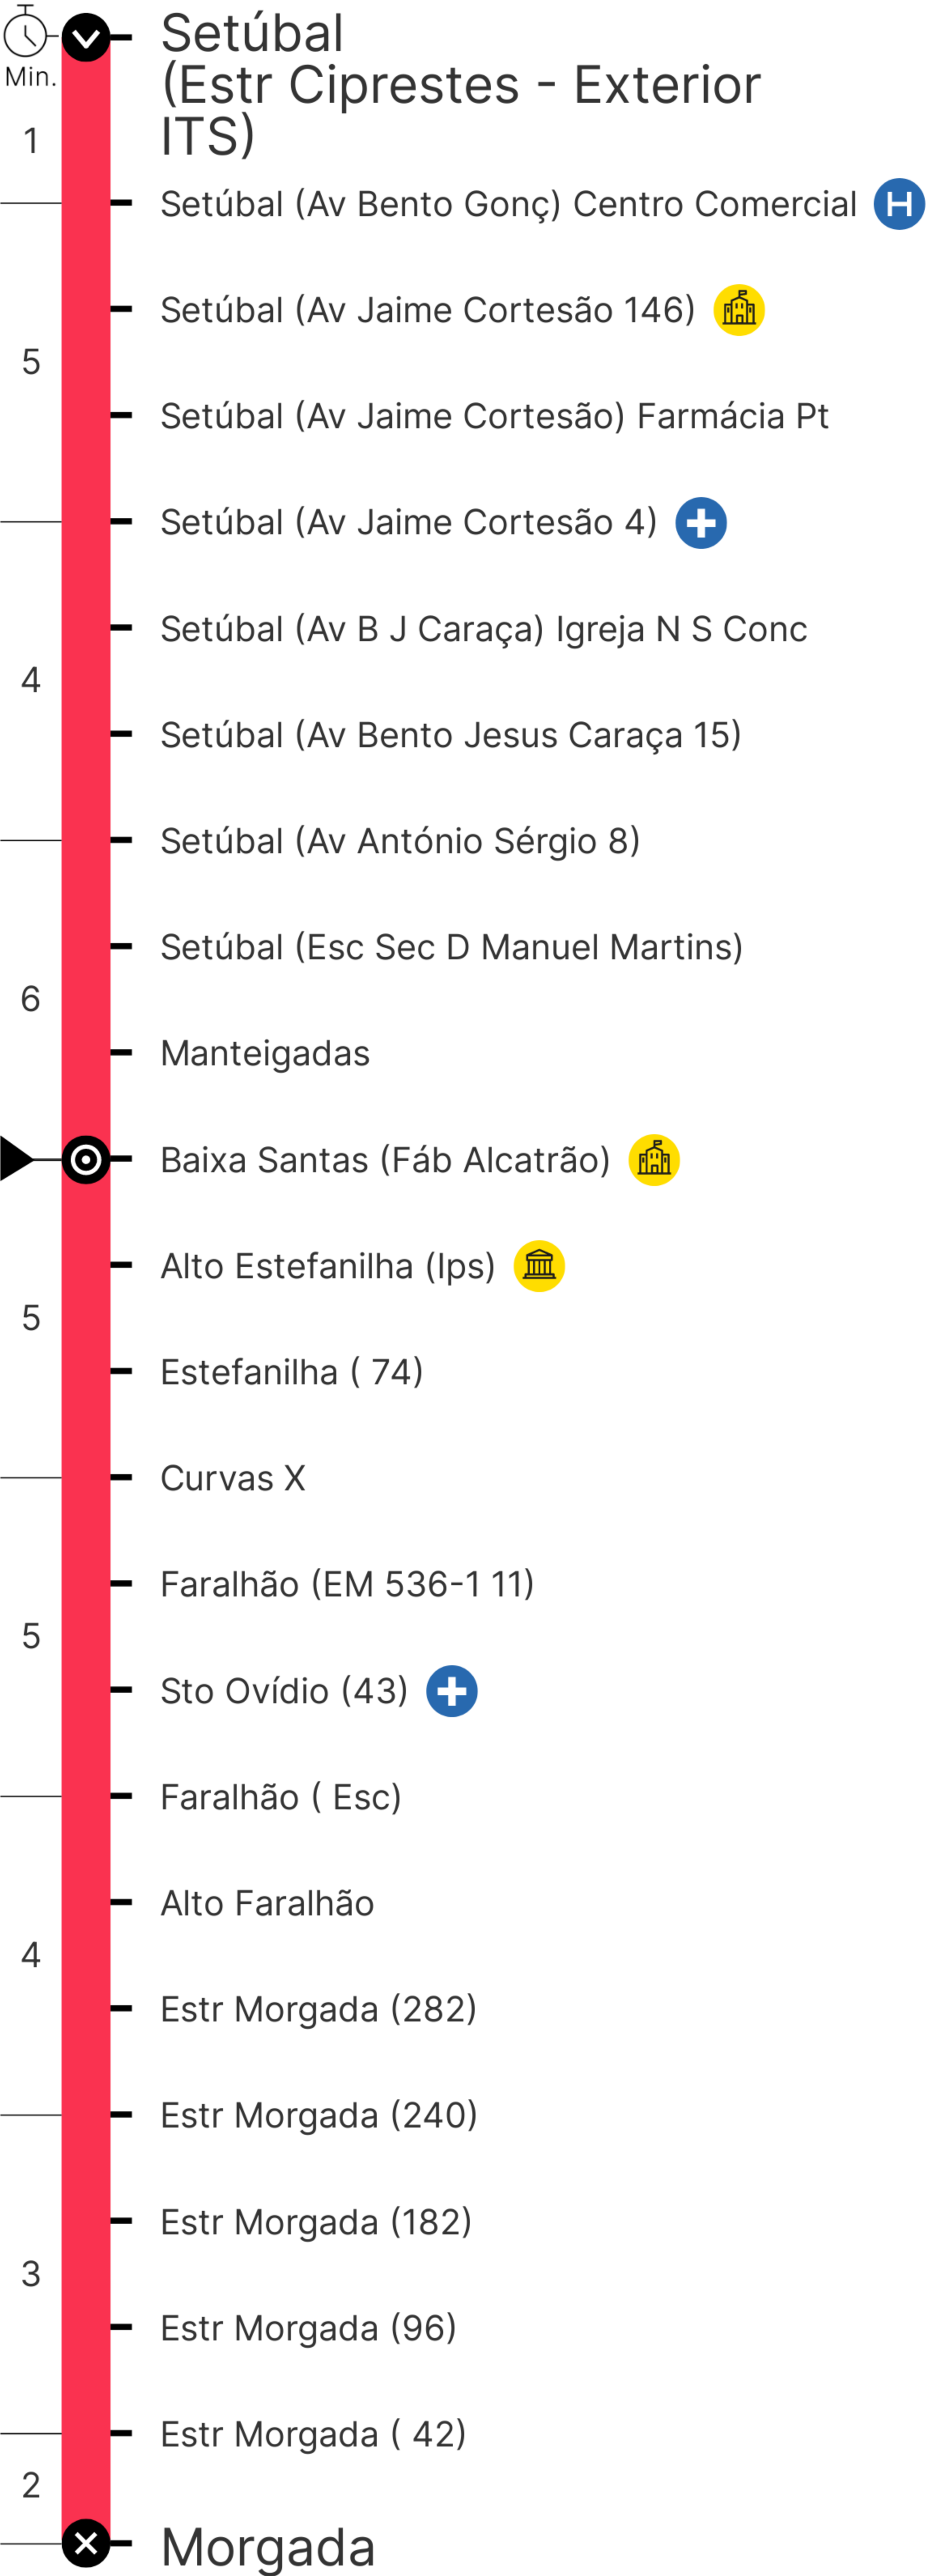 Setúbal
(Estr Ciprestes - Exterior
ITS)
Min.
1
Setúbal (Av Bento Gonç) Centro Comercial H
Setúbal (Av Jaime Cortesão 146)
5
Setúbal (Av Jaime Cortesão) Farmácia Pt
Setúbal (Av Jaime Cortesão 4)
Setúbal (Av B J Caraça) Igreja N S Conc
4
Setúbal (Av Bento Jesus Caraça 15)
Setúbal (Av António Sérgio 8)
Setúbal (Esc Sec D Manuel Martins)
6
Manteigadas
Baixa Santas (Fáb Alcatrão)
Alto Estefanilha (Ips)
5
Estefanilha ( 74)
Curvas X
Faralhão (EM 536-1 11)
5
Sto Ovídio (43)
Faralhão ( Esc)
Alto Faralhão
4
Estr Morgada (282)
Estr Morgada (240)
Estr Morgada (182)
3
Estr Morgada (96)
Estr Morgada ( 42)
2
Morgada